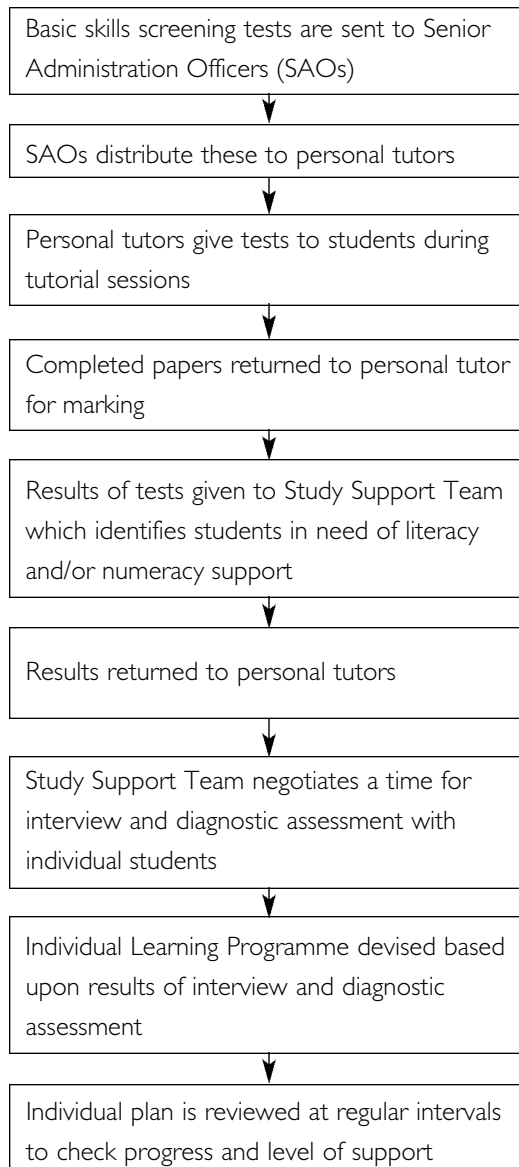 Basic skills screening tests are sent to Senior
Administration Officers (SAOs)
SAOs distribute these to personal tutors
Personal tutors give tests to students during
tutorial sessions
Completed papers returned to personal tutor
for marking
Results of tests given to Study Support Team
which identifies students in need of literacy
and/or numeracy support
Results returned to personal tutors
Study Support Team negotiates a time for
interview and diagnostic assessment with
individual students
Individual Learning Programme devised based
upon results of interview and diagnostic
assessment
Individual plan is reviewed at regular intervals
to check progress and level of support